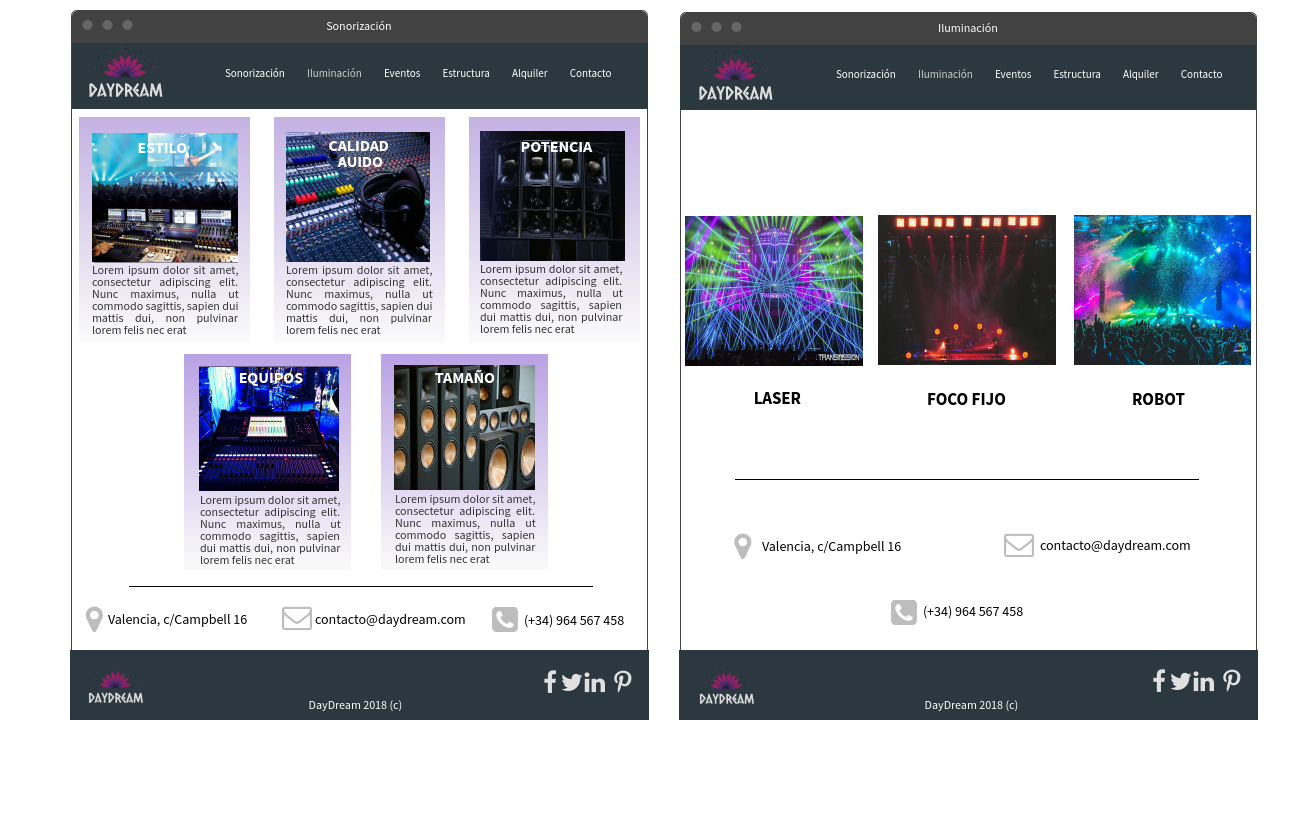 Sonorización
DAYDREAM
Sonorización Iluminación Eventos Estructura Alquiler Contacto
ESTILO
Lorem ipsum dolor sit amet,
consectetur adipiscing elit.
Nunc maximus, nulla ut
commodo sagittis, sapien dui
mattis dui, non pulvinar
lorem felis nec erat
CALIDAD
AUIDO
Lorem ipsum dolor sit amet,
consectetur adipiscing elit.
Nunc maximus, nulla ut
commodo sagittis, sapien dui
mattis dui, non pulvinar
lorem felis nec erat
POTENCIA
Lorem ipsum dolor sit amet,
consectetur adipiscing elit.
Nunc maximus, nulla ut
commodo sagittis, sapien
dui mattis dui, non pulvinar
lorem felis nec erat
EQUIPOS
Lorem ipsum dolor sit amet,
consectetur adipiscing elit.
Nunc maximus, nulla ut
commodo sagittis, sapien
dui mattis dui, non pulvinar
lorem felis nec erat
TAMAÑO
Lorem ipsum dolor sit amet,
consectetur adipiscing elit.
Nunc maximus, nulla ut
commodo sagittis, sapien
dui mattis dui, non pulvinar
lorem felis nec erat
Valencia, c/Campbell 16
contacto@daydream.com
(+34) 964 567 458
DAYDREAM
DayDream 2018 (c)
Iluminación
DAYDREAM
Sonorización Iluminación Eventos Estructura Alquiler Contacto
TRANSMISSION
LASER
FOCO FIJO
ROBOT
Valencia, c/Campbell 16
contacto@daydream.com
(+34) 964 567 458
DAYDREAM
DayDream 2018 (c)